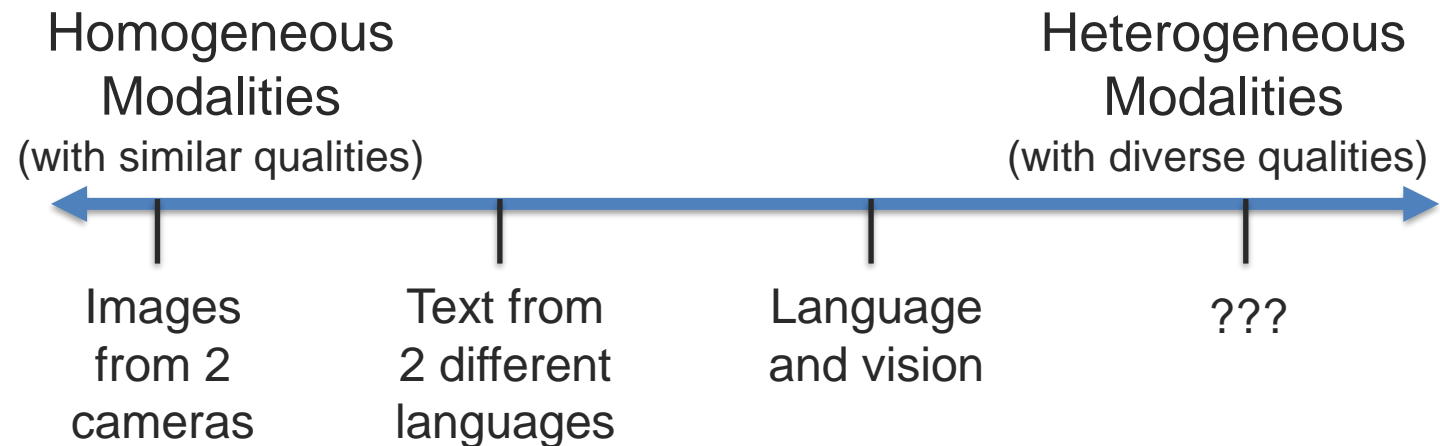 Homogeneous
Modalities
(with similar qualities)
Heterogeneous
Modalities
(with diverse qualities)
Images
from 2
cameras
Text from
2 different
languages
Language
and vision
???